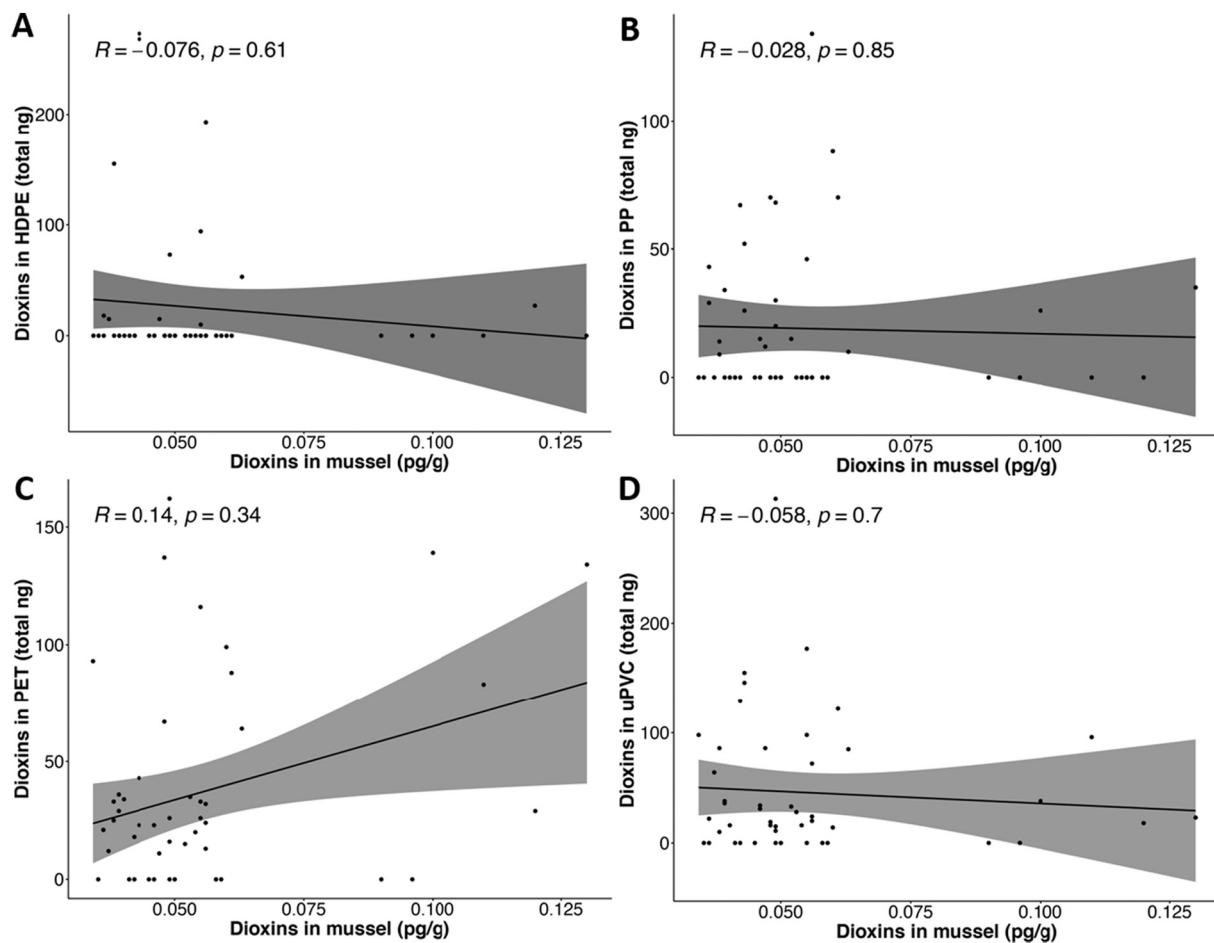 A
R = −0.076, p = 0.61
Dioxins in HDPE (total ng)
200
100
0
0.050 0.075 0.100 0.125
Dioxins in mussel (pg/g)
B
R = −0.028, p = 0.85
Dioxins in PP (total ng)
100
50
0
0.050 0.075 0.100 0.125
Dioxins in mussel (pg/g)
C
R = 0.14, p = 0.34
Dioxins in PET (total ng)
150
100
50
0
0.050 0.075 0.100 0.125
Dioxins in mussel (pg/g)
D
R = −0.058, p = 0.7
Dioxins in uPVC (total ng)
300
200
100
0
0.050 0.075 0.100 0.125
Dioxins in mussel (pg/g)